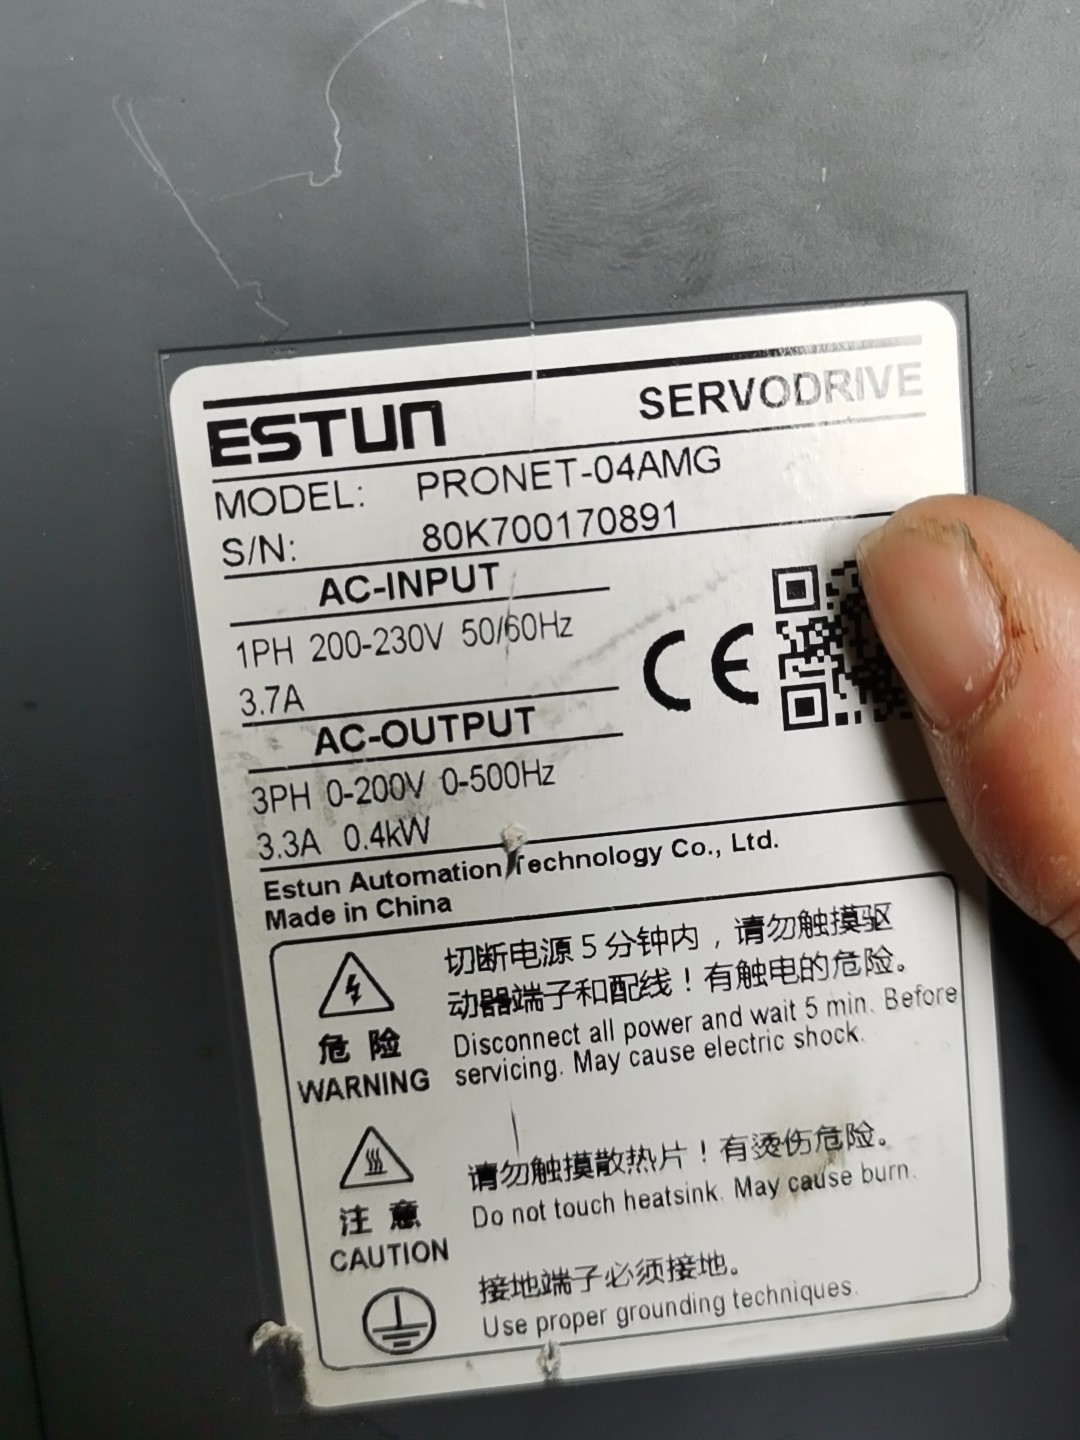 ESTUN SERVODRIVE
MODEL: PRONET-04AMG
S/N: 80K700170891
AC-INPUT
1PH 200-230V 50/60Hz
3.7A
AC-OUTPUT
3PH 0-200V 0-500Hz
3.3A 0.4kW
CE
Estun Automation Technology Co., Ltd.
Made in China
切断电源5分钟内，请勿触摸驱
动器端子和配线！有触电的危险。
危 险
WARNING
Disconnect all power and wait 5 min. Before
servicing. May cause electric shock.
请勿触摸散热片！有烫伤危险。
Do not touch heatsink. May cause burn.
注 意
CAUTION
接地端子必须接地。
Use proper grounding techniques.